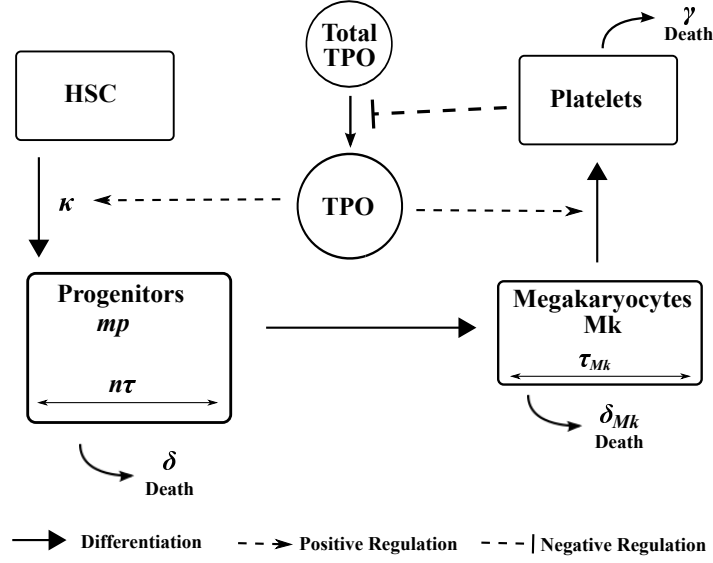 HSC
Total
TPO
γ
Death
Platelets
κ
TPO
Progenitors
mp
nτ
Megakaryocytes
Mk
τMk
δ
Death
δMk
Death
Differentiation
Positive Regulation
Negative Regulation